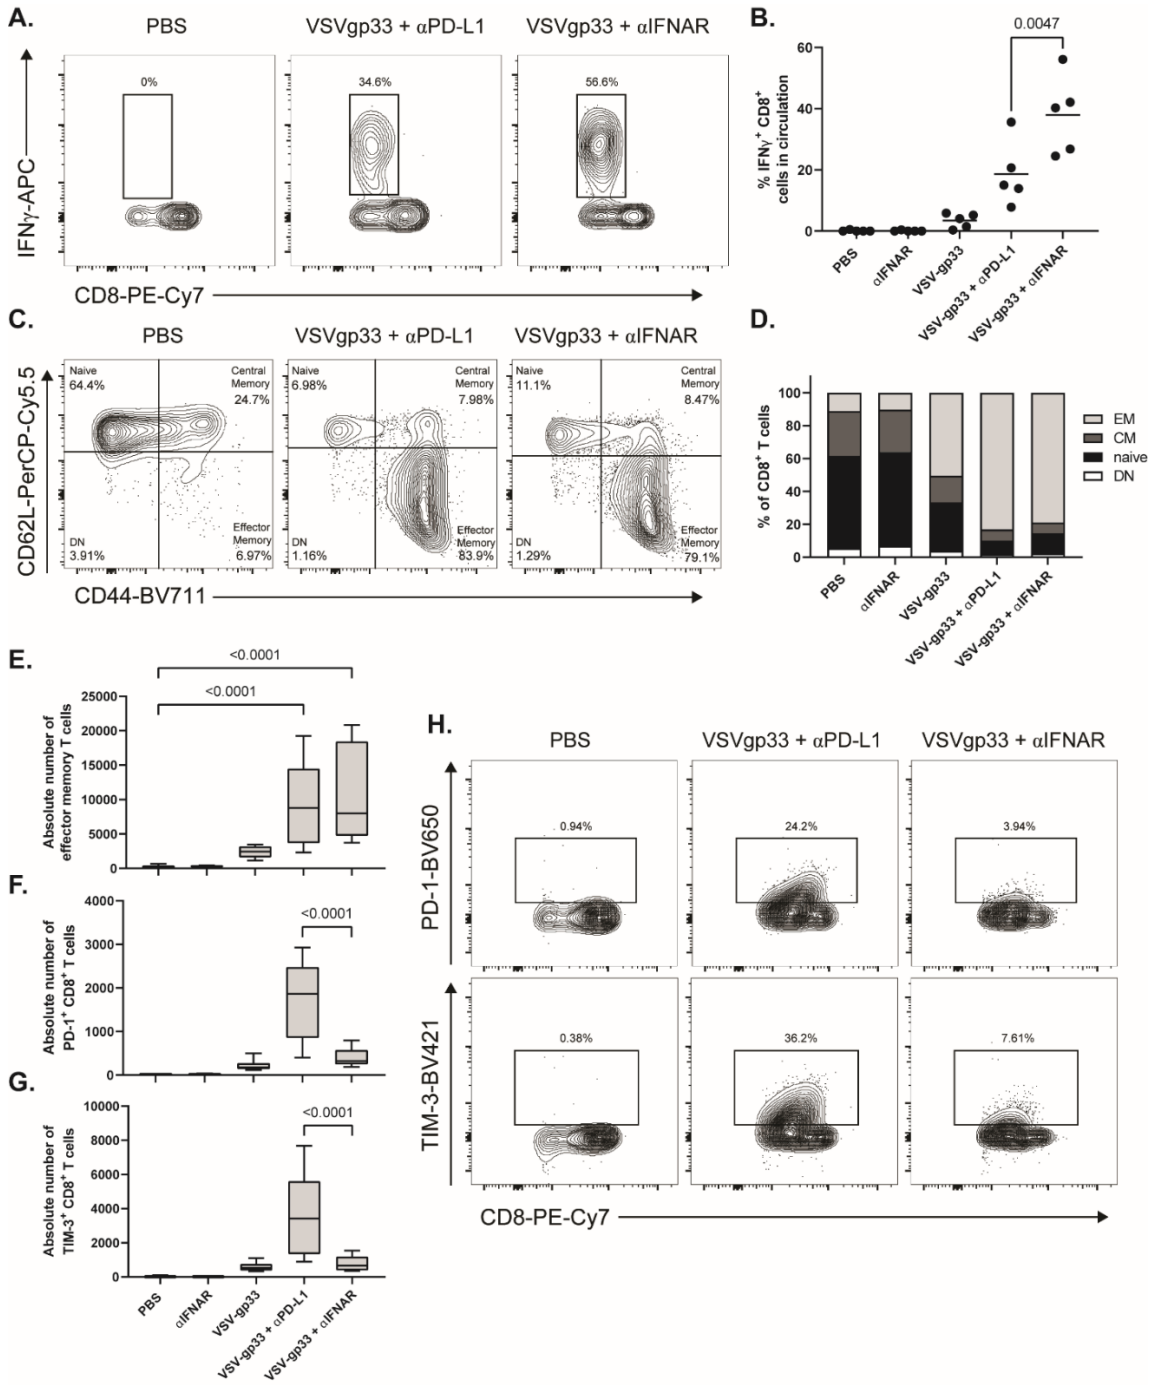 A.
PBS
VSVgp33 + αPD-L1
VSVgp33 + αIFNAR
0%
34.6%
56.6%
IFNγ-APC
CD8-PE-Cy7
B.
0.0047
60
40
20
0
% IFNγ⁺ CD8⁺
cells in circulation
PBS
αIFNAR
VSV-gp33
VSV-gp33 + αPD-L1
VSV-gp33 + αIFNAR
C.
PBS
VSVgp33 + αPD-L1
VSVgp33 + αIFNAR
Naive
64.4%
Central
Memory
24.7%
DN
3.91%
Effector
Memory
6.97%
Naive
6.98%
Central
Memory
7.98%
DN
1.16%
Effector
Memory
83.9%
Naive
11.1%
Central
Memory
8.47%
DN
1.29%
Effector
Memory
79.1%
CD62L-PerCP-Cy5.5
CD44-BV711
D.
100
80
60
40
20
0
% of CD8⁺ T cells
EM
CM
naive
DN
PBS
αIFNAR
VSV-gp33
VSV-gp33 + αPD-L1
VSV-gp33 + αIFNAR
E.
<0.0001
<0.0001
25000
20000
15000
10000
5000
0
Absolute number of
effector memory T cells
F.
<0.0001
4000
3000
2000
1000
0
Absolute number of
PD-1⁺ CD8⁺ T cells
G.
<0.0001
10000
8000
6000
4000
2000
0
Absolute number of
TIM-3⁺ CD8⁺ T cells
PBS
αIFNAR
VSV-gp33
VSV-gp33 + αPD-L1
VSV-gp33 + αIFNAR
H.
PBS
VSVgp33 + αPD-L1
VSVgp33 + αIFNAR
0.94%
24.2%
3.94%
PD-1-BV650
0.38%
36.2%
7.61%
TIM-3-BV421
CD8-PE-Cy7